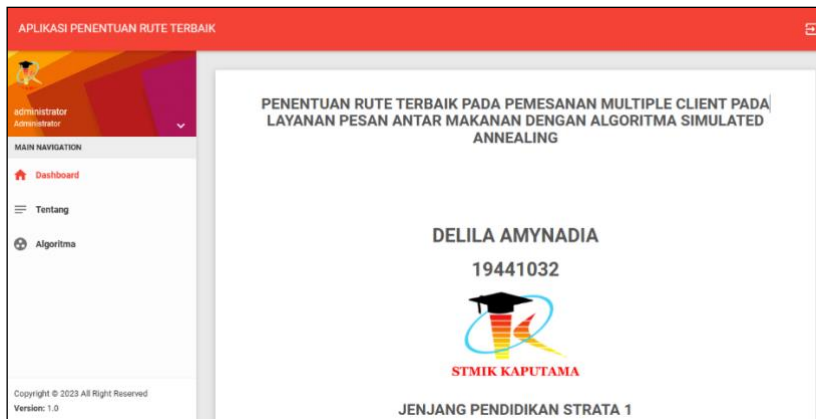 APLIKASI PENENTUAN RUTE TERBAIK
administrator
Administrator
MAIN NAVIGATION
Dashboard
Tentang
Algoritma
Copyright © 2023 All Right Reserved
Version: 1.0
PENENTUAN RUTE TERBAIK PADA PEMESANAN MULTIPLE CLIENT PADA
LAYANAN PESAN ANTAR MAKANAN DENGAN ALGORITMA SIMULATED
ANNEALING
DELILA AMYNADIA
19441032
STMIK KAPUTAMA
JENJANG PENDIDIKAN STRATA 1